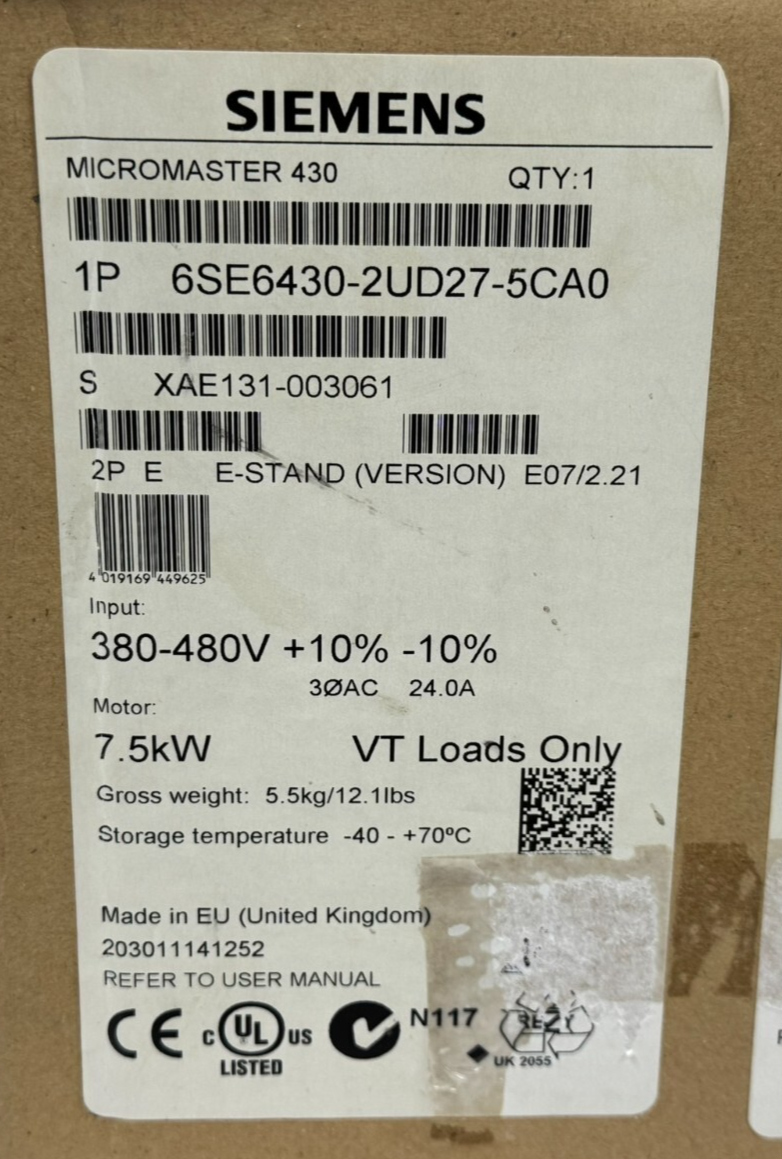 SIEMENS
MICROMASTER 430 QTY:1
1P 6SE6430-2UD27-5CA0
S XAE131-003061
2P E E-STAND (VERSION) E07/2.21
4 019169 449625
Input:
380-480V +10% -10%
3ØAC 24.0A
Motor:
7.5kW VT Loads Only
Gross weight: 5.5kg/12.1lbs
Storage temperature -40 - +70ºC
Made in EU (United Kingdom)
203011141252
REFER TO USER MANUAL
CE C UL US LISTED N117 RESY
UK 2055